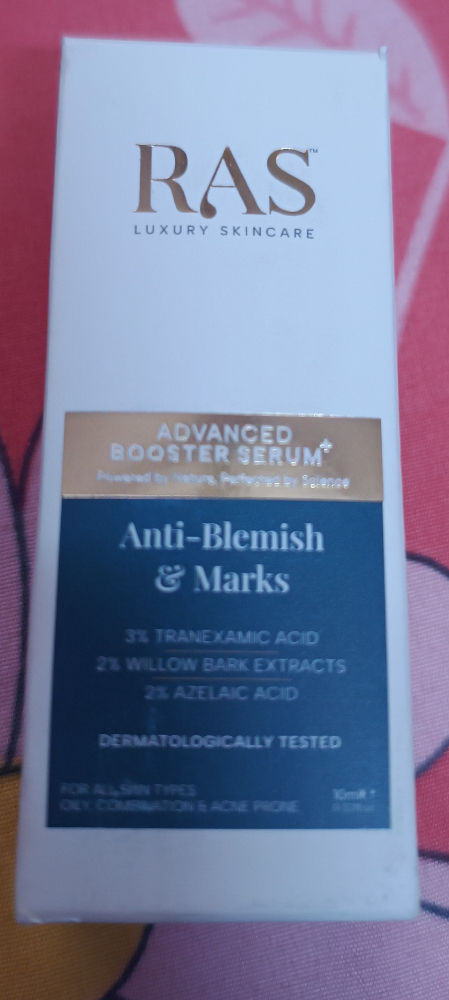 RAS™
LUXURY SKINCARE
ADVANCED
BOOSTER SERUM+
Powered by Nature, Perfected by Science
Anti-Blemish
& Marks
3% TRANEXAMIC ACID
2% WILLOW BARK EXTRACTS
2% AZELAIC ACID
DERMATOLOGICALLY TESTED
FOR ALL SKIN TYPES
OILY, COMBINATION & ACNE PRONE
10ml